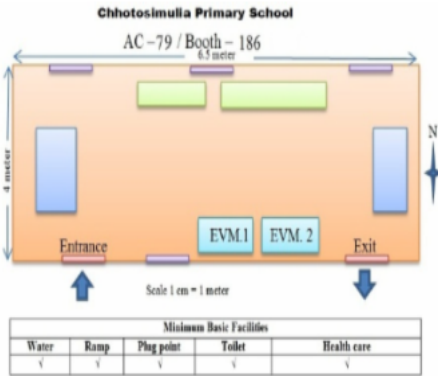 Chhotosimulia Primary School
AC -79 / Booth - 186
6.5 meter
4 meter
N
EVM.1 EVM. 2
Entrance Exit
Scale 1 cm = 1 meter
Minimum Basic Facilities
Water Ramp Plug point Toilet Health care
√ √ √ √ √